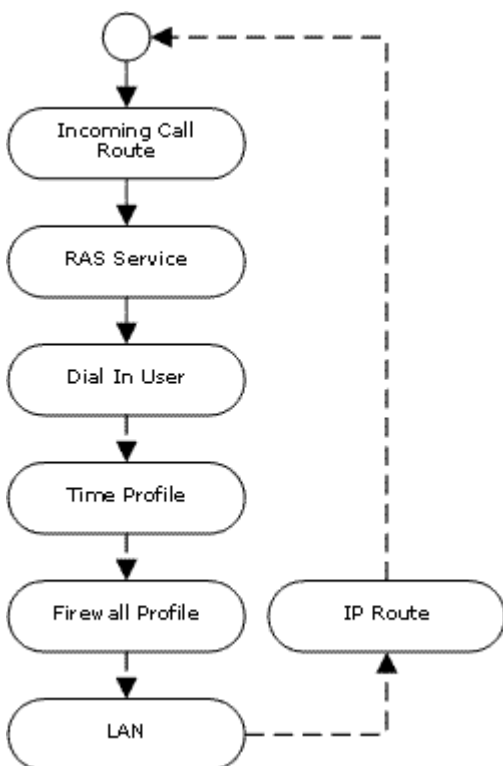 Incoming Call
Route
RAS Service
Dial In User
Time Profile
Firewall Profile
IP Route
LAN